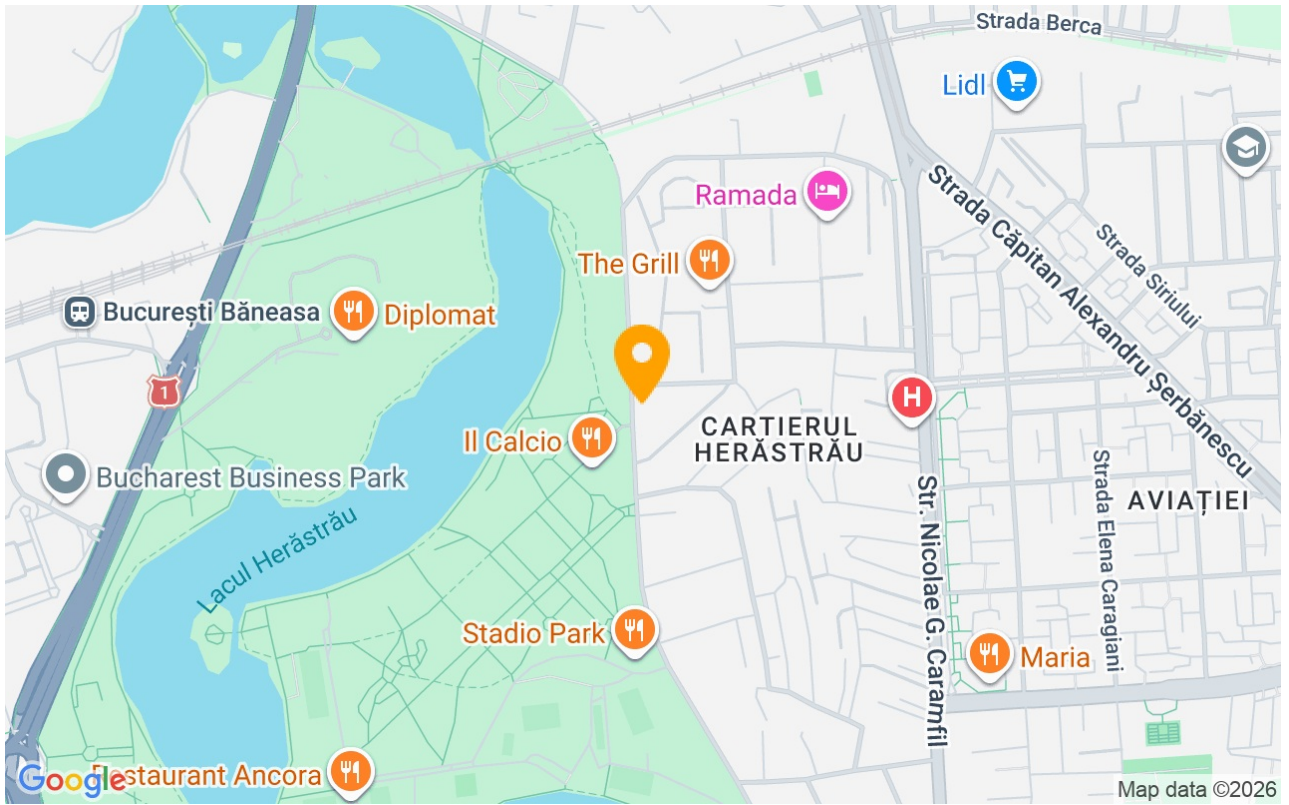 Strada Berca
Lidl
Ramada
Strada Căpitan Alexandru Șerbănescu
Strada Siriului
The Grill
București Băneasa
Diplomat
1
H
Il Calcio
CARTIERUL
HERĂSTRĂU
Bucharest Business Park
AVIAȚIEI
Strada Elena Caragiani
Str. Nicolae G. Caramfil
Lacul Herăstrău
Stadio Park
Maria
Google
estaurant Ancora
Map data ©2026